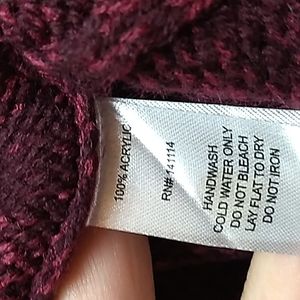 100% ACRYLIC
RN# 141114
HANDWASH
COLD WATER ONLY
DO NOT BLEACH
LAY FLAT TO DRY
DO NOT IRON